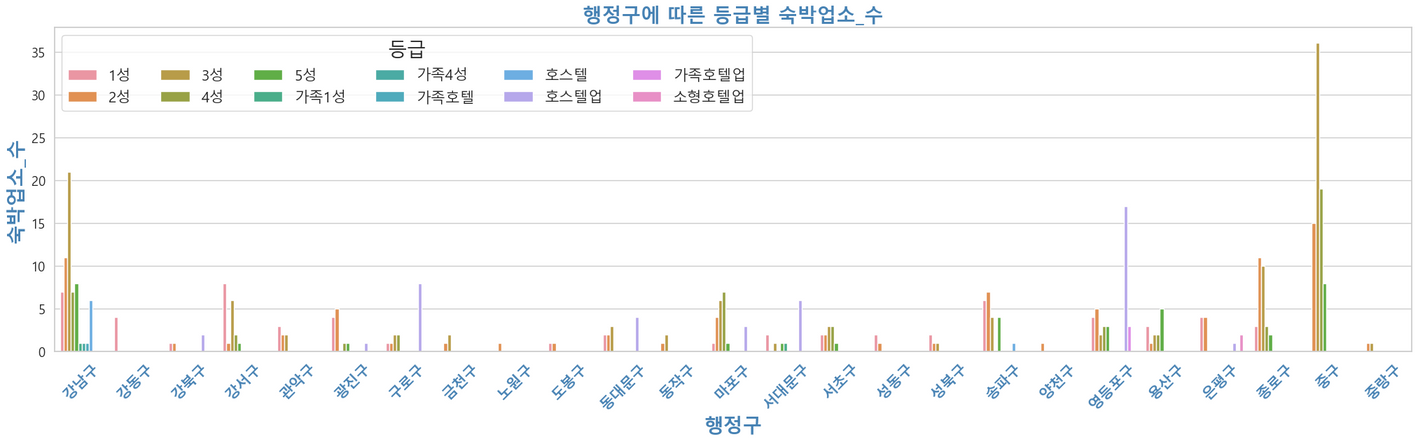 행정구에 따른 등급별 숙박업소_수
등급
1성 3성 5성 가족4성 호스텔 가족호텔업
2성 4성 가족1성 가족호텔 호스텔업 소형호텔업
숙박업소_수
35
30
25
20
15
10
5
0
강남구 강동구 강북구 강서구 관악구 광진구 구로구 금천구 노원구 도봉구 동대문구 동작구 마포구 서대문구 서초구 성동구 성북구 송파구 양천구 영등포구 용산구 은평구 종로구 중구 중랑구
행정구